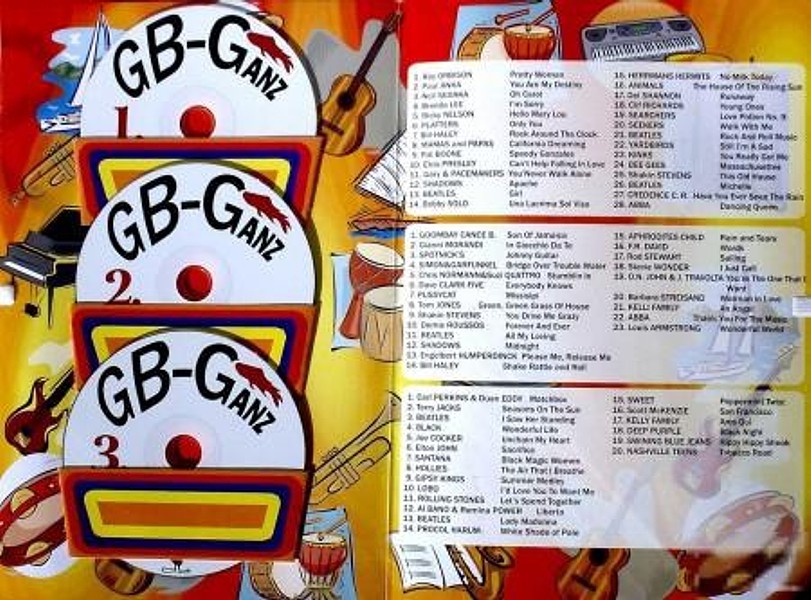 GB-GANZ
1.
GB-GANZ
2.
GB-GANZ
3.
1. Roy ORBISON Pretty Woman
2. Paul ANKA You Are My Destiny
3. Neil SEDAKA Oh Carol
4. Brenda LEE I'm Sorry
5. Ricky NELSON Hello Mary Lou
6. PLATTERS Only You
7. Bill HALEY Rock Around The Clock
8. MAMAS and PAPAS California Dreaming
9. Pat BOONE Speedy Gonzales
10. Elvis PRESLEY Can't Help Falling In Love
11. Gary & PACEMAKERS You Never Walk Alone
12. SHADOWS Apache
13. BEATLES Girl
14. Bobby SOLO Una Lacrima Sul Viso
15. HERRMANS HERMITS No Milk Today
16. ANIMALS The House Of The Rising Sun
17. Del SHANNON Runaway
18. Clif RICHARDS Young Ones
19. SEARCHERS Love Potion No. 9
20. SEEKERS Walk With Me
21. BEATLES Rock And Roll Music
22. YARDBIRDS Still I'm A Sad
23. KINKS You Really Got Me
24. BEE GEES Massachusettes
25. Shakin STEVENS This Old House
26. BEATLES Michelle
27. CREDENCE C. R. Have You Ever Seen The Rain
28. ABBA Dancing Queen
1. GOOMBAY DANCE B. Sun Of Jamaica
2. Gianni MORANDI In Ginocchio Da Te
3. SPOTNICK'S Johnny Guitar
4. SIMON&GARFUNKEL Bridge Over Trouble Water
5. Chris NORMAN&Suzi QUATTRO Stumblin In
6. Dave CLARK FIVE Everybody Knows
7. PUSSYCAT Missisipi
8. Tom JONES Green, Green Grass Of House
9. Shakin STEVENS You Drive Me Crazy
10. Demis ROUSSOS Forever And Ever
11. BEATLES All My Loving
12. SHADOWS Midnight
13. Engelbert HUMPERDINCK Please Me, Release Me
14. Bill HALEY Shake Rattle and Roll
15. APHRODITES CHILD Rain and Tears
16. F.R. DAVID Words
17. Rod STEWART Sailing
18. Stevie WONDER I Just Call
19. O.N. JOHN & J. TRAVOLTA You Is The One That I
Want
20. Barbara STREISAND Woman In Love
21. KELLY FAMILY An Angel
22. ABBA Thank You For The Music
23. Louis ARMSTRONG Wonderful World
1. Carl PERKINS & Duan EDDY Matchbox
2. Terry JACKS Seasons On The Sun
3. BEATLES I Saw Her Standing
4. BLACK Wonderful Life
5. Joe COCKER Unchain My Heart
6. Elton JOHN Sacrifice
7. SANTANA Black Magic Women
8. HOLLIES The Air That I Breathe
9. GIPSY KINGS Summer Medley
10. LOBO I'd Love You To Want Me
11. ROLLING STONES Let's Spend Together
12. Al BANO & Romina POWER Liberta
13. BEATLES Lady Madonna
14. PROCOL HARUM White Shade of Pale
15. SWEET Peppermint Twist
16. Scott McKENZIE San Francisco
17. KELLY FAMILY
18. DEEP PURPLE Black Night
19. SWINING BLUE JEANS Hippy Hippy Shook
20. NASHVILLE TEENS Tobacco Road